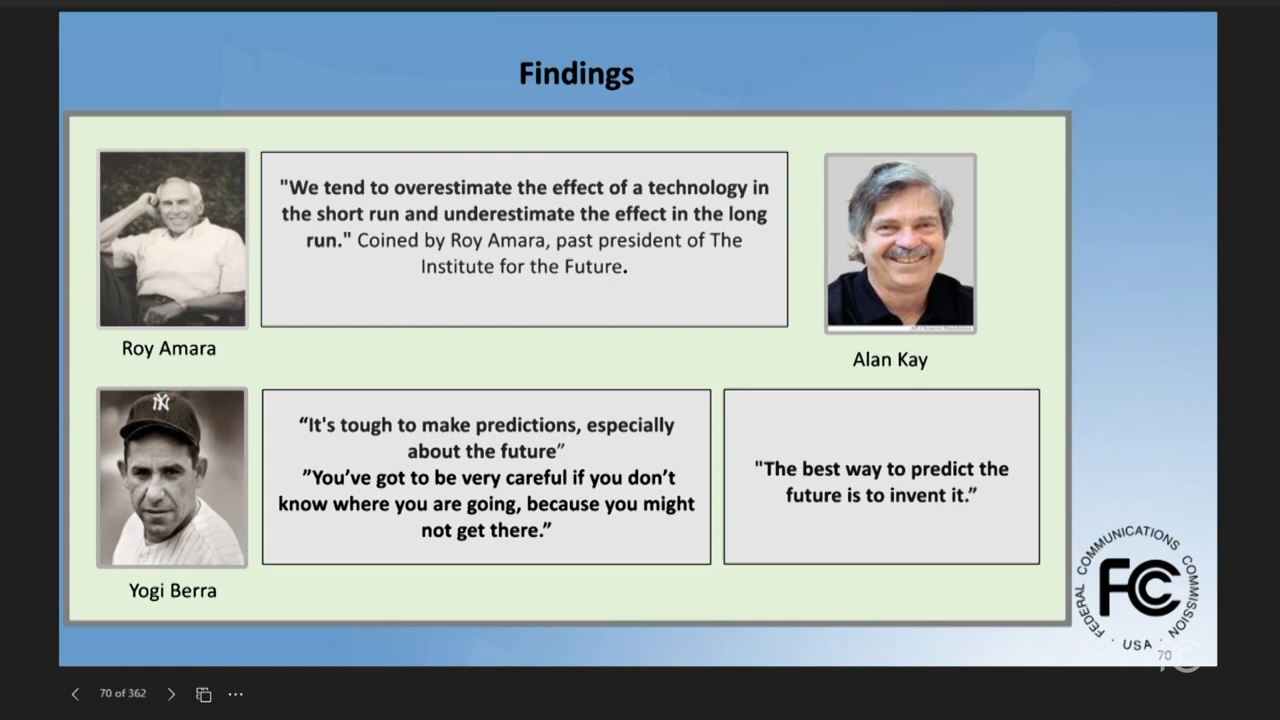 Findings
"We tend to overestimate the effect of a technology in
the short run and underestimate the effect in the long
run." Coined by Roy Amara, past president of The
Institute for the Future.
Roy Amara
Alan Kay
“It's tough to make predictions, especially
about the future”
”You’ve got to be very careful if you don’t
know where you are going, because you might
not get there.”
"The best way to predict the
future is to invent it.”
Yogi Berra
NY
FEDERAL COMMUNICATIONS COMMISSION
FCC
· USA ·
70
70 of 362